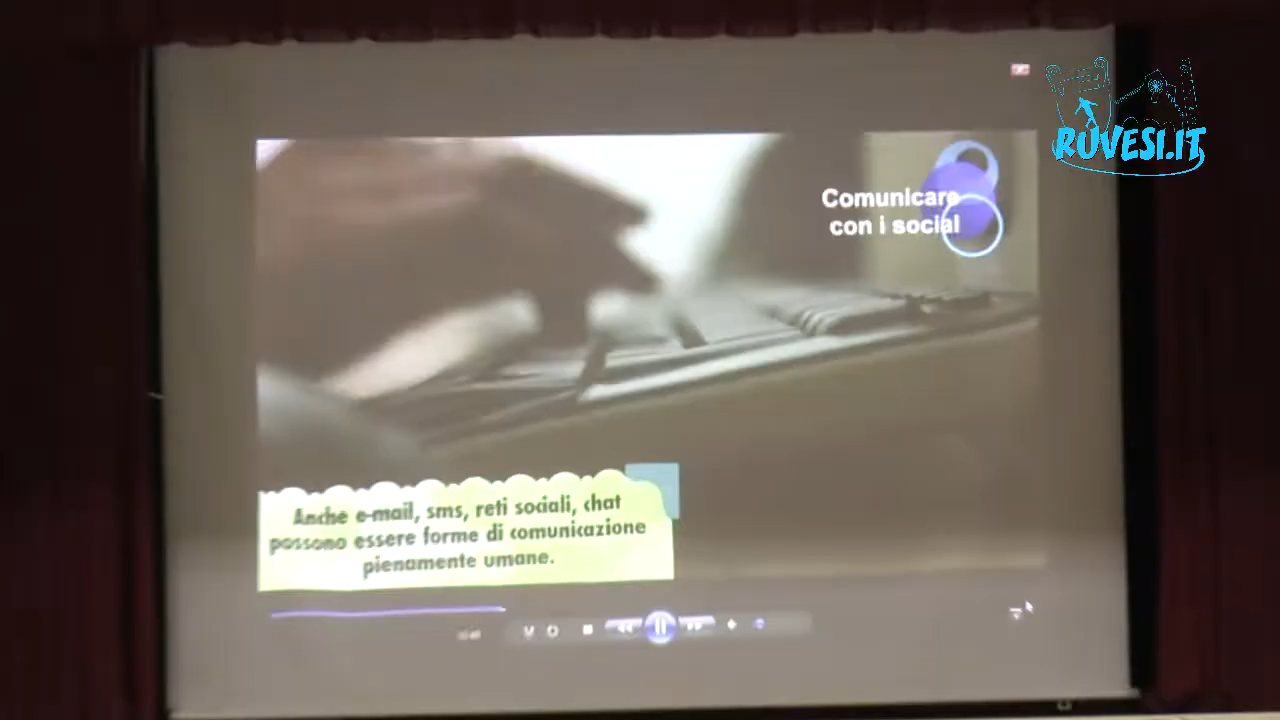 RUVESI.IT
Comunicare
con i social
Anche e-mail, sms, reti sociali, chat
possono essere forme di comunicazione
pienamente umane.